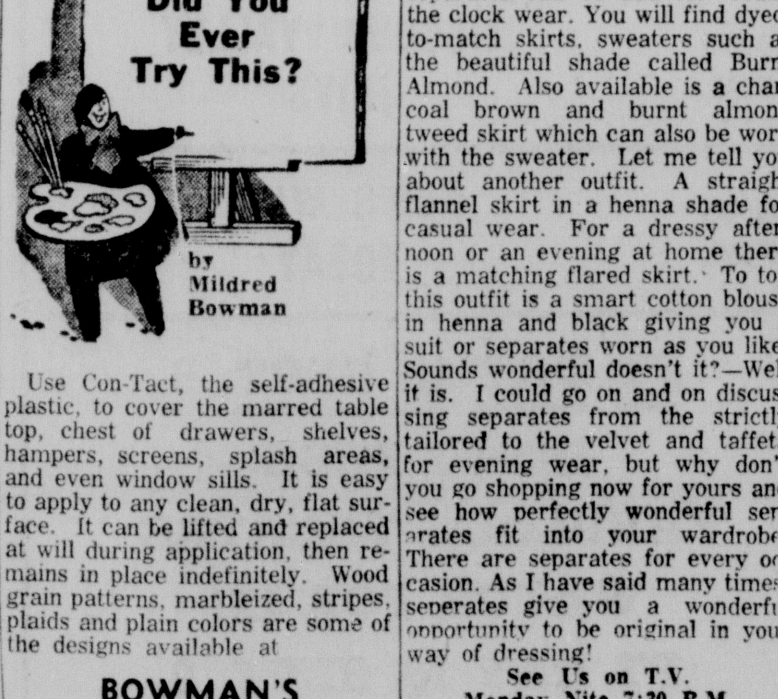 Did You
Ever
Try This?
by
Mildred
Bowman
Use Con-Tact, the self-adhesive
plastic, to cover the marred table
top, chest of drawers, shelves,
hampers, screens, splash areas,
and even window sills. It is easy
to apply to any clean, dry, flat sur-
face. It can be lifted and replaced
at will during application, then re-
mains in place indefinitely. Wood
grain patterns, marbleized, stripes,
plaids and plain colors are some of
the designs available at
BOWMAN'S
the clock wear. You will find
to-match skirts, sweaters such
the beautiful shade called
Almond. Also available is a
coal brown and burnt
tweed skirt which can also be
with the sweater. Let me tell
about another outfit. A
flannel skirt in a henna shade
casual wear. For a dressy
noon or an evening at home
is a matching flared skirt. To
this outfit is a smart cotton
in henna and black giving you
suit or separates worn as you
Sounds wonderful doesn't it?—
it is. I could go on and on
sing separates from the
tailored to the velvet and
for evening wear, but why
you go shopping now for yours
see how perfectly wonderful
fit into your
There are separates for every
casion. As I have said many
seperates give you a
opportunity to be original in
way of dressing!
See Us on T.V.
Monday Nite 7:20 P.M.